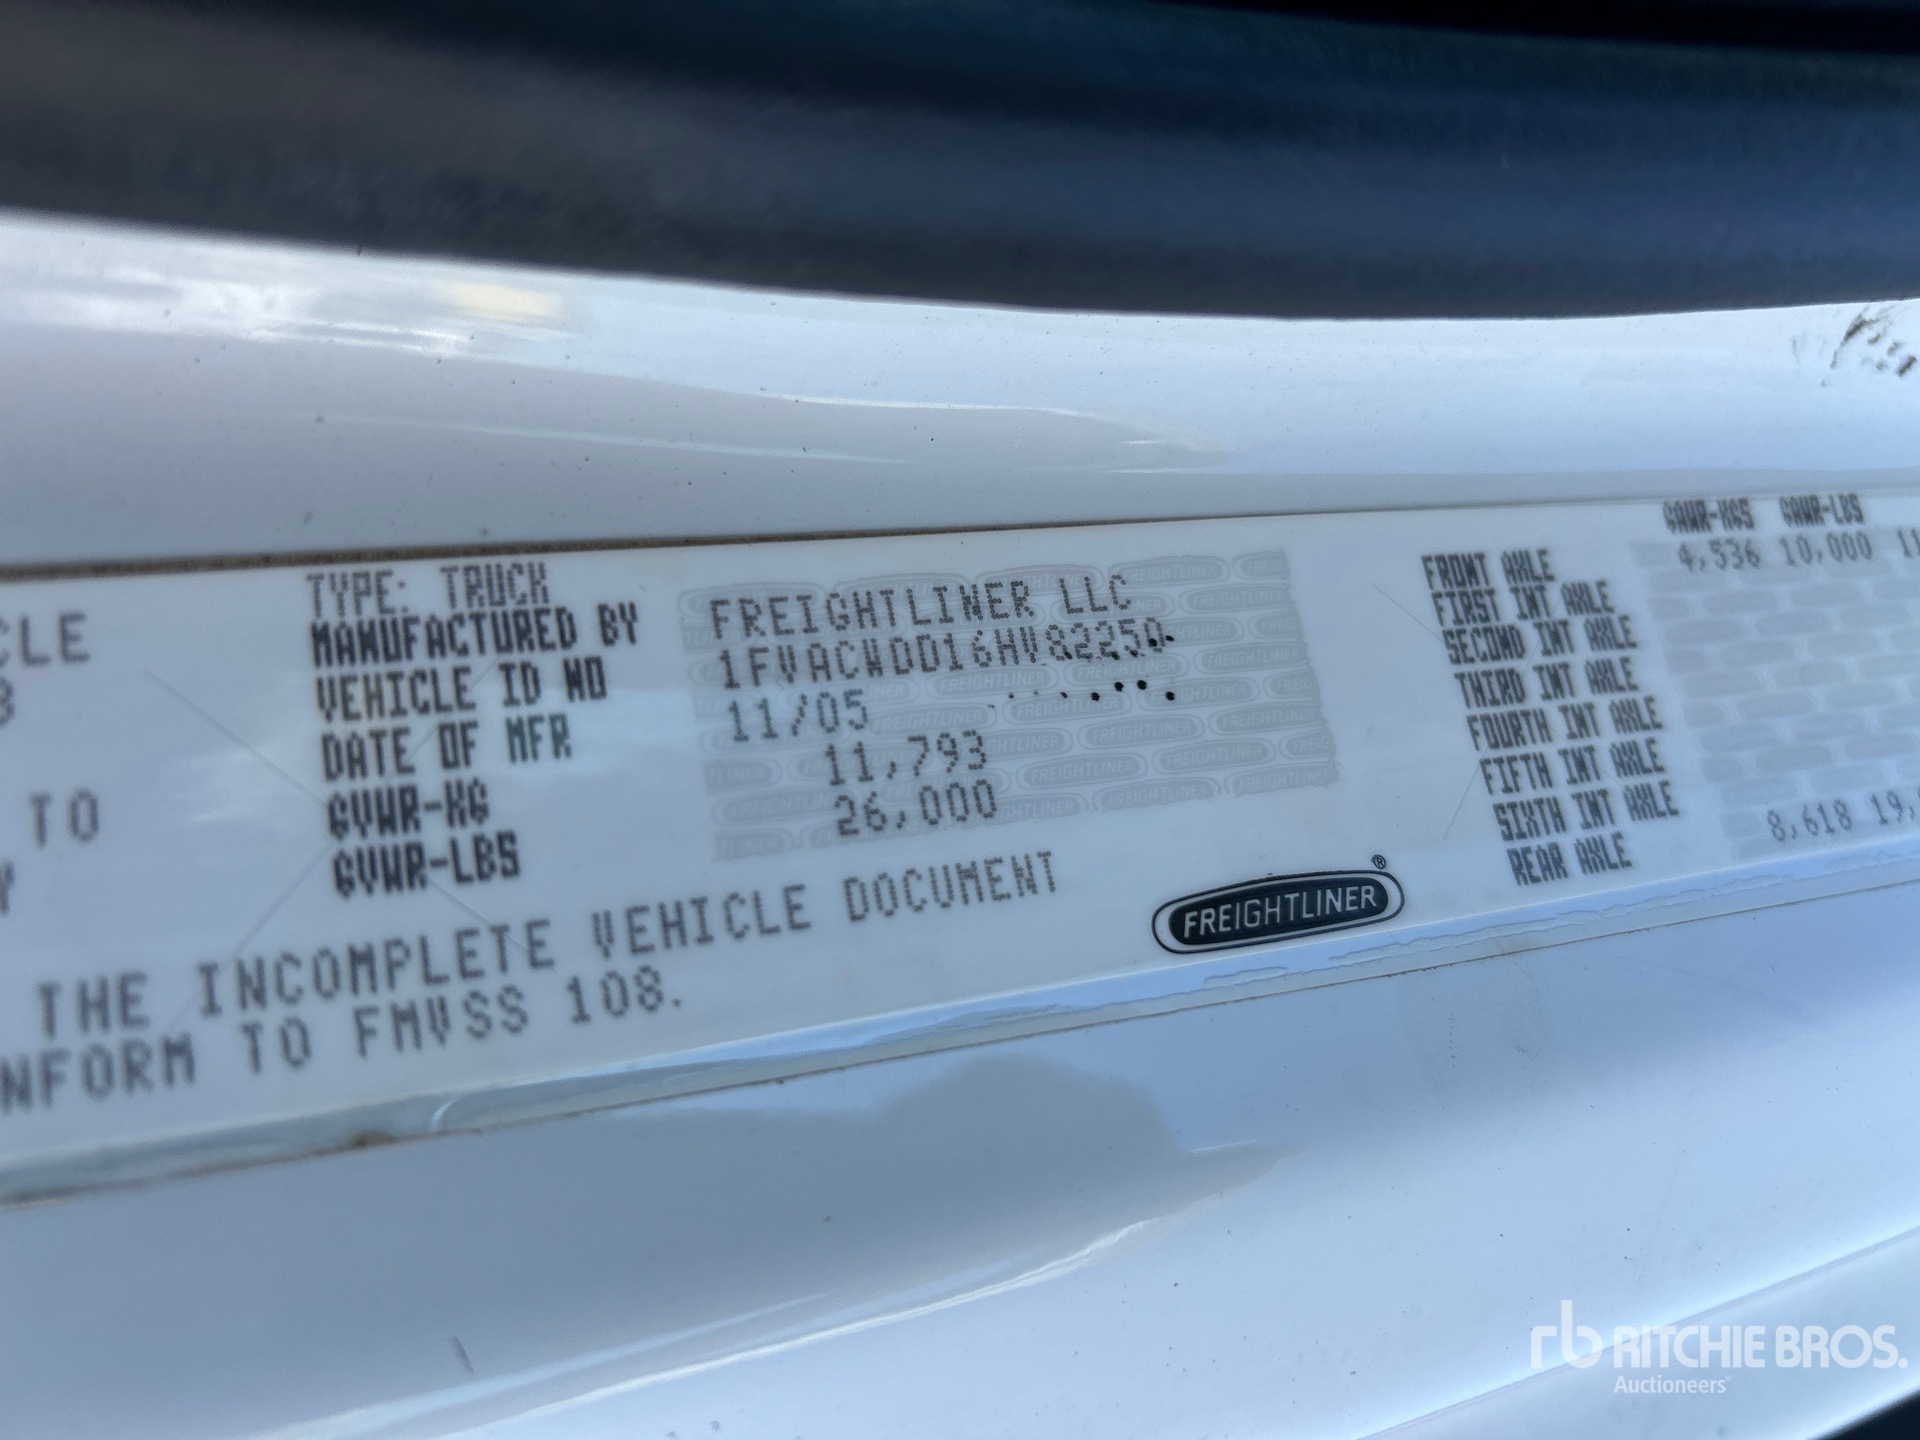 CLE
TO
TYPE: TRUCK
MANUFACTURED BY FREIGHTLINER LLC
VEHICLE ID NO 1FVACWDD16HV82250
DATE OF MFR 11/05
GVWR-KG 11,793
GVWR-LBS 26,000
THE INCOMPLETE VEHICLE DOCUMENT
NFORM TO FMVSS 108.
FREIGHTLINER®
GAWR-KGS GAWR-LBS
FRONT AXLE 4,536 10,000 11
FIRST INT AXLE
SECOND INT AXLE
THIRD INT AXLE
FOURTH INT AXLE
FIFTH INT AXLE
SIXTH INT AXLE
REAR AXLE 8,618 19,
rb RITCHIE BROS.
Auctioneers